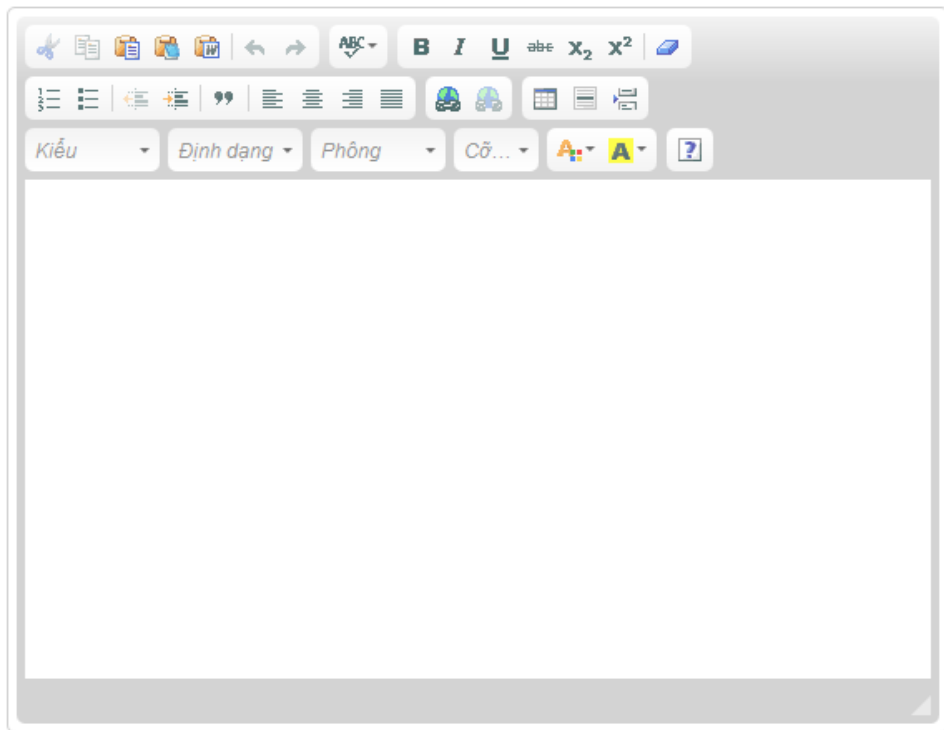 ABC B I U abc X₂ X²
Kiểu Định dạng Phông Cỡ... A A ?